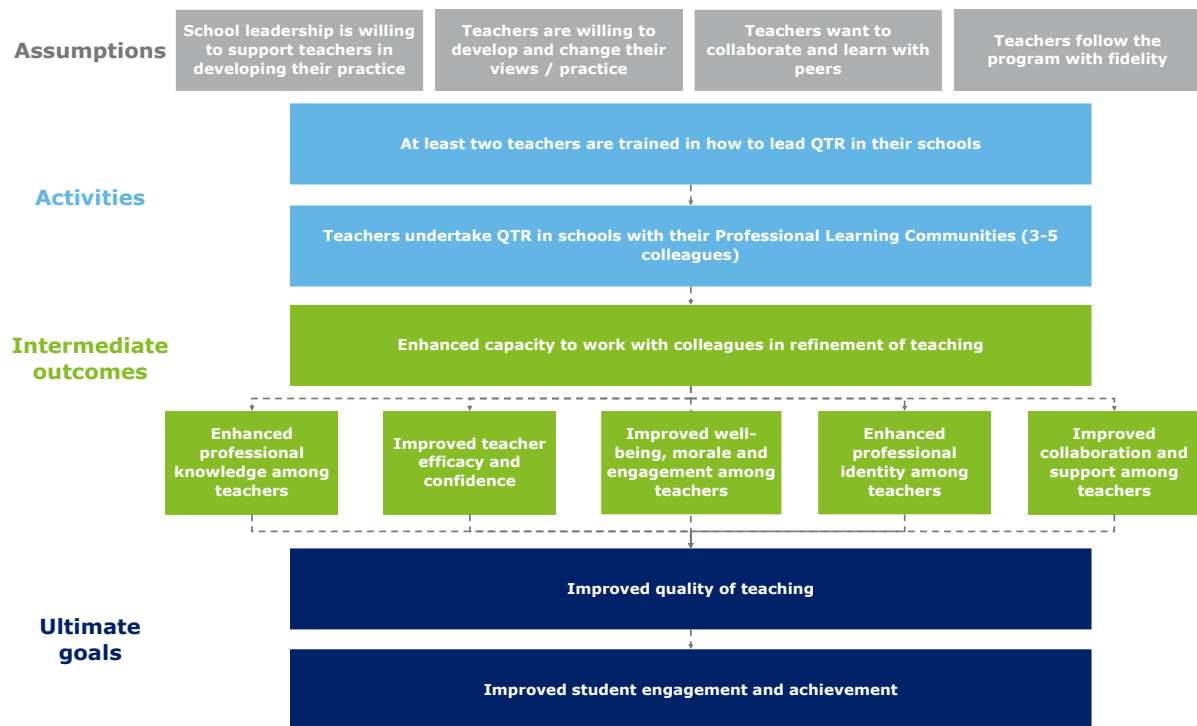 Assumptions
School leadership is willing
to support teachers in
developing their practice
Teachers are willing to
develop and change their
views / practice
Teachers want to
collaborate and learn with
peers
Teachers follow the
program with fidelity
Activities
At least two teachers are trained in how to lead QTR in their schools
Teachers undertake QTR in schools with their Professional Learning Communities (3-5
colleagues)
Intermediate
outcomes
Enhanced capacity to work with colleagues in refinement of teaching
Enhanced
professional
knowledge among
teachers
Improved teacher
efficacy and
confidence
Improved well-
being, morale and
engagement among
teachers
Enhanced
professional
identity among
teachers
Improved
collaboration and
support among
teachers
Ultimate
goals
Improved quality of teaching
Improved student engagement and achievement